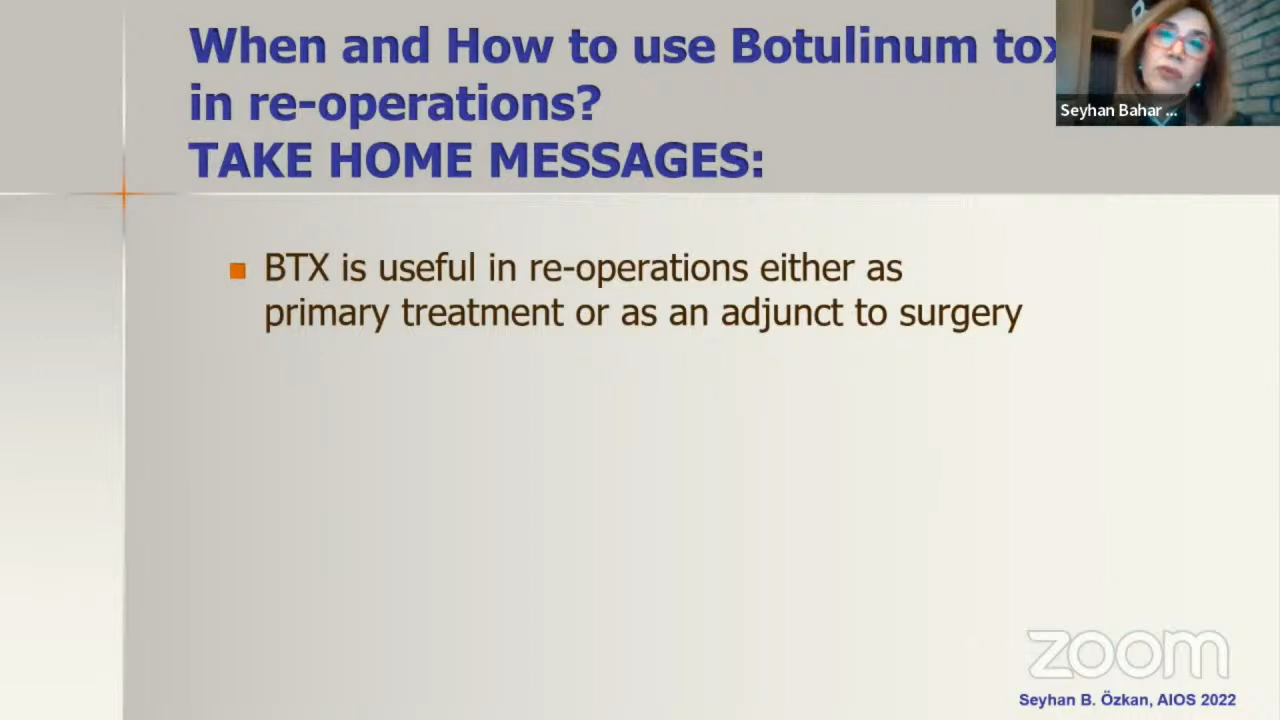 When and How to use Botulinum tox
in re-operations?
TAKE HOME MESSAGES:
Seyhan Bahar ...
BTX is useful in re-operations either as
primary treatment or as an adjunct to surgery
zoom
Seyhan B. Özkan, AIOS 2022